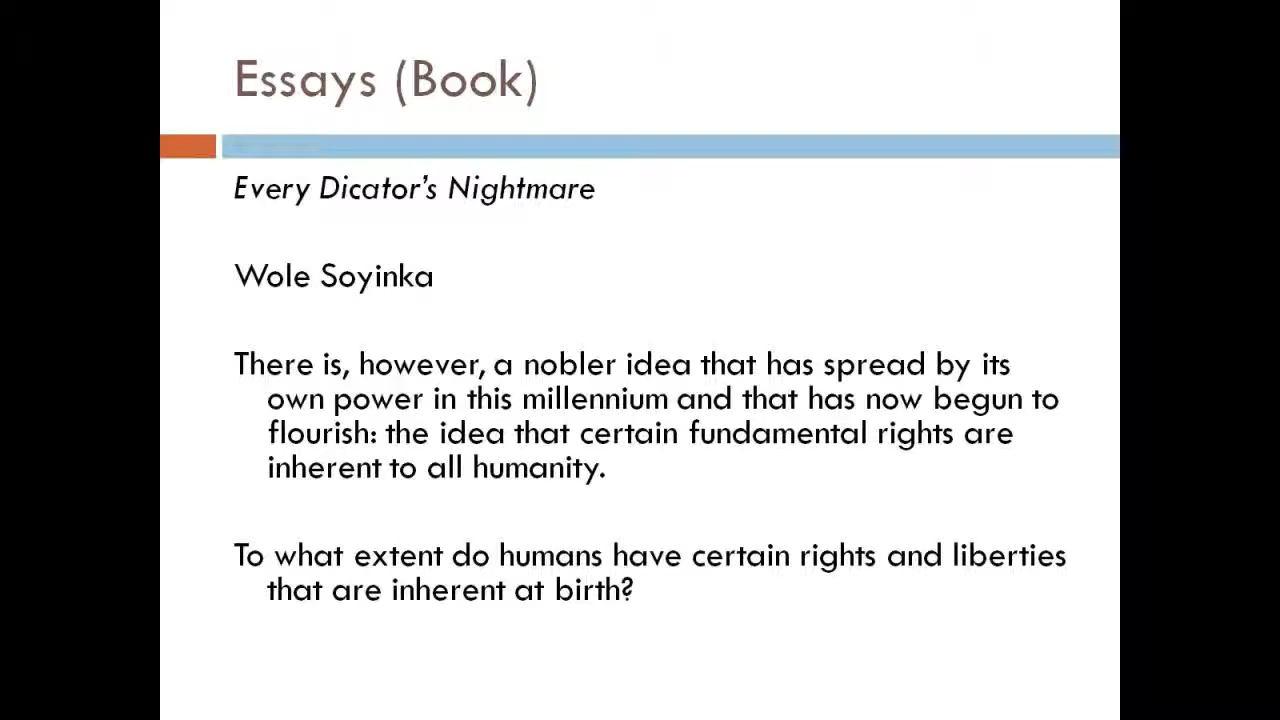 Essays (Book)
Every Dicator's Nightmare
Wole Soyinka
There is, however, a nobler idea that has spread by its
own power in this millennium and that has now begun to
flourish: the idea that certain fundamental rights are
inherent to all humanity.
To what extent do humans have certain rights and liberties
that are inherent at birth?